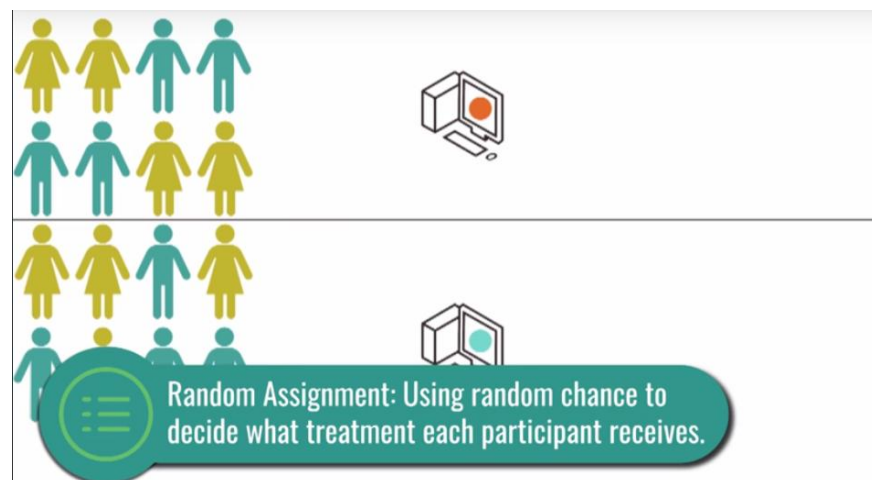 Random Assignment: Using random chance to
decide what treatment each participant receives.